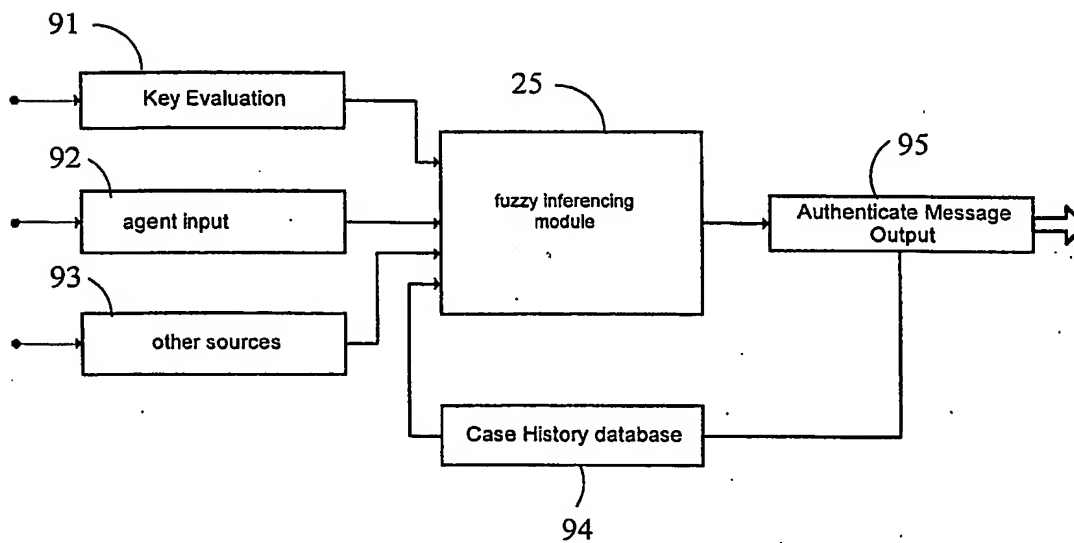 91
Key Evaluation
92
agent input
93
other sources
25
fuzzy inferencing
module
95
Authenticate Message
Output
Case History database
94